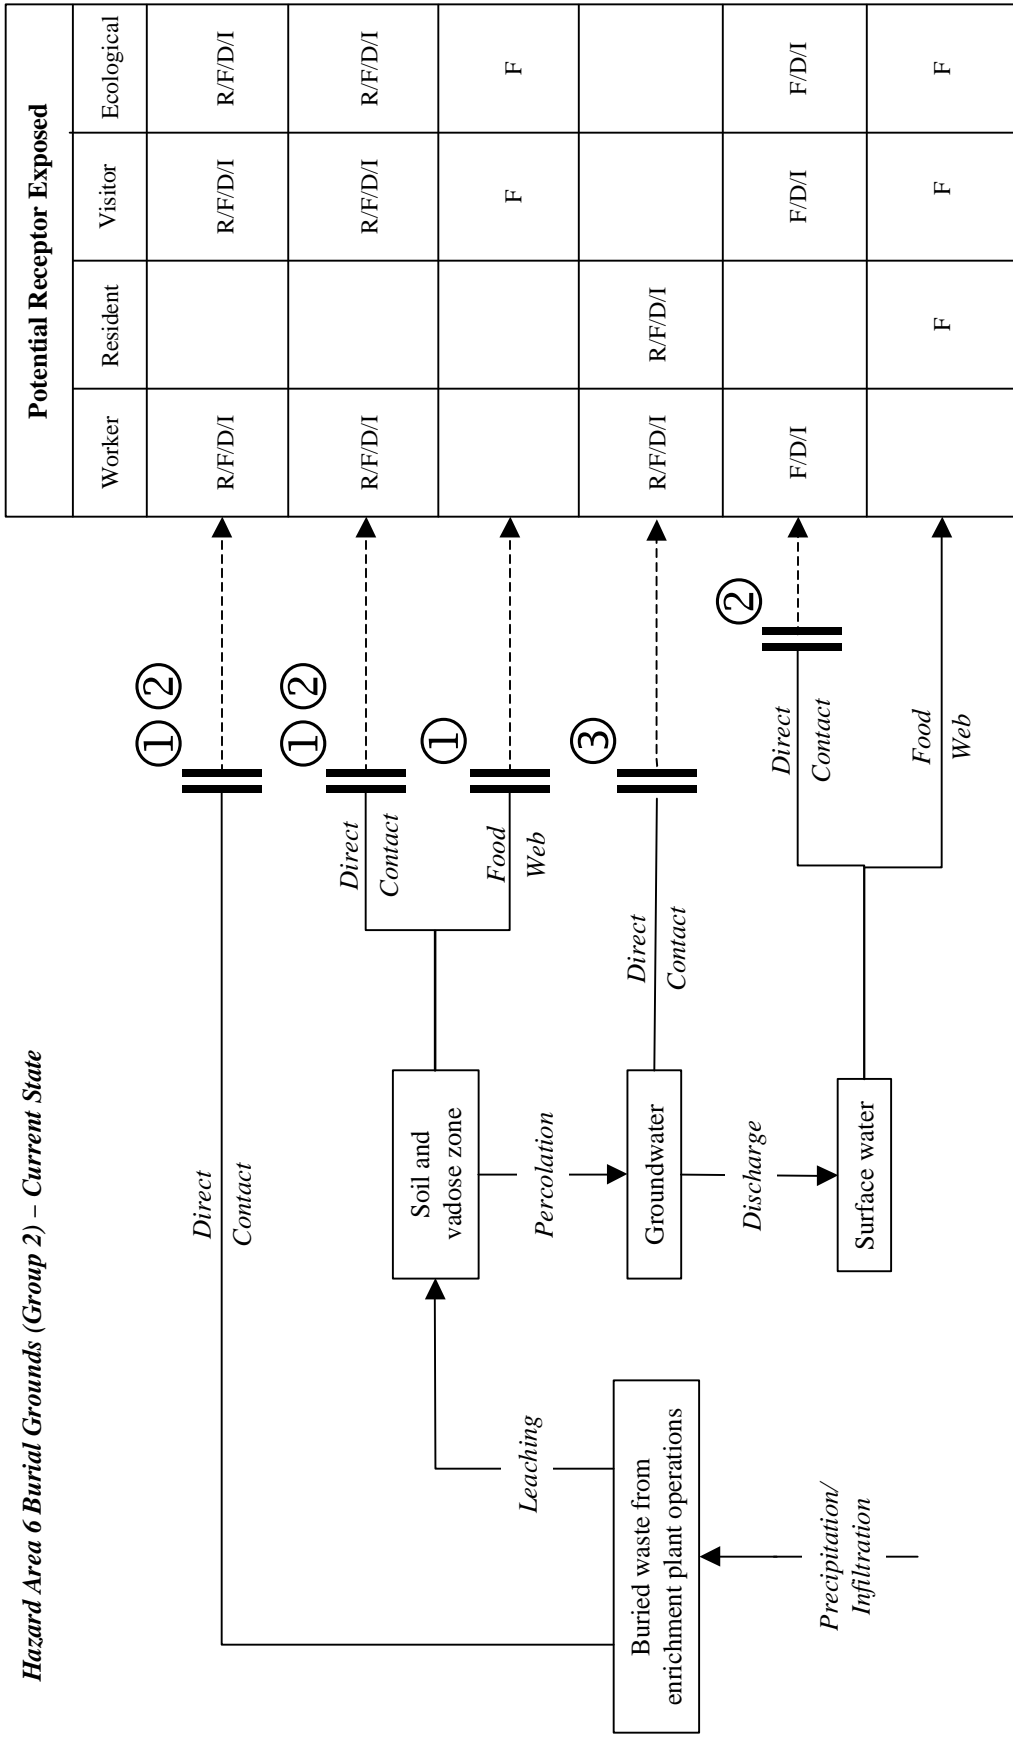 Hazard Area 6 Burial Grounds (Group 2) – Current State
Potential Receptor Exposed
Worker
Resident
Visitor
Ecological
Direct
Contact
① ②
R/F/D/I
R/F/D/I
R/F/D/I
Soil and
vadose zone
Direct
Contact
① ②
R/F/D/I
R/F/D/I
R/F/D/I
Food
Web
①
F
F
Leaching
Percolation
Groundwater
Direct
Contact
③
R/F/D/I
R/F/D/I
Buried waste from
enrichment plant operations
Discharge
Direct
Contact
②
F/D/I
F/D/I
F/D/I
Precipitation/
Infiltration
Surface water
Food
Web
F
F
F